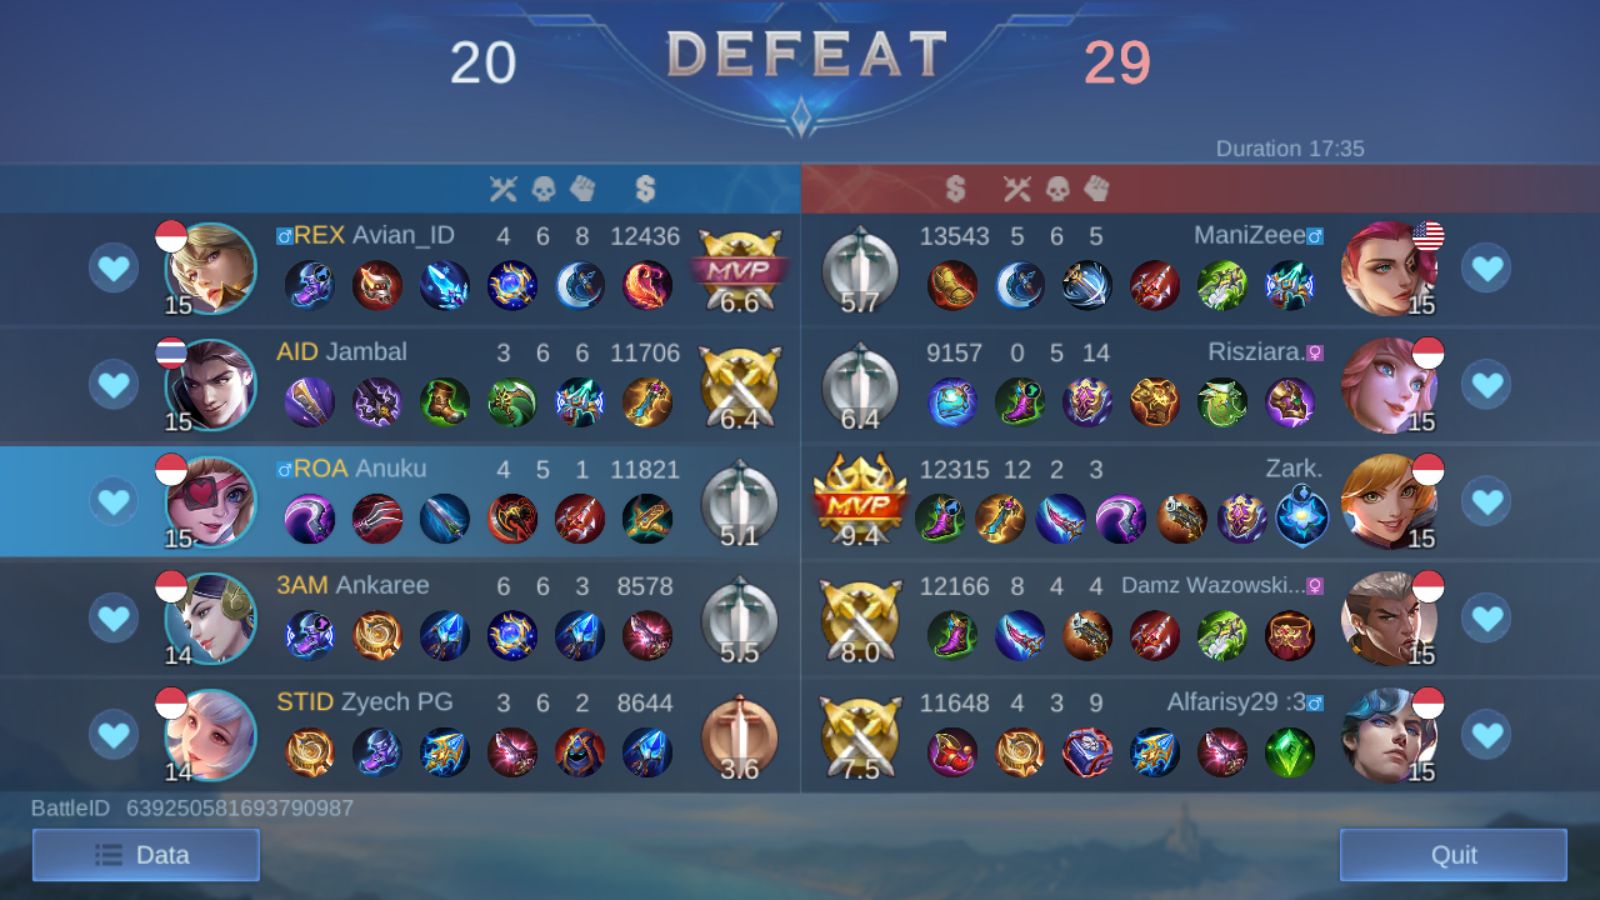 20 DEFEAT 29
Duration 17:35
REX Avian_ID 4 6 8 12436 MVP 6.6
15
5.7 13543 5 6 5 ManiZeee
15
AID Jambal 3 6 6 11706 6.4
15
6.4 9157 0 5 14 Risziara.
15
ROA Anuku 4 5 1 11821 5.1
15
MVP 9.4 12315 12 2 3 Zark.
15
3AM Ankaree 6 6 3 8578 5.5
14
8.0 12166 8 4 4 Damz Wazowski...
15
STID Zyech PG 3 6 2 8644 3.6
14
7.5 11648 4 3 9 Alfarisy29 :3
15
BattleID 639250581693790987
Data
Quit